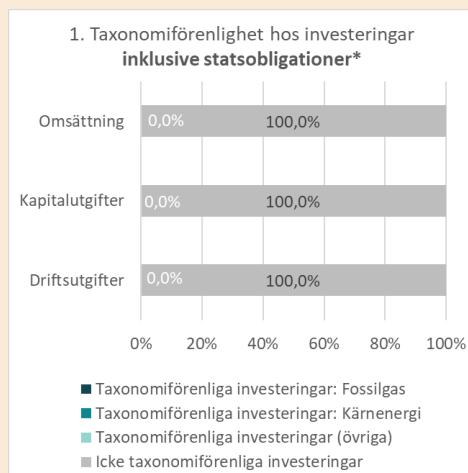 1. Taxonomiförenlighet hos investeringar
inklusive statsobligationer*
Omsättning 0,0% 100,0%
Kapitalutgifter 0,0% 100,0%
Driftsutgifter 0,0% 100,0%
0% 20% 40% 60% 80% 100%
Taxonomiförenliga investeringar: Fossilgas
Taxonomiförenliga investeringar: Kärnenergi
Taxonomiförenliga investeringar (övriga)
Icke taxonomiförenliga investeringar